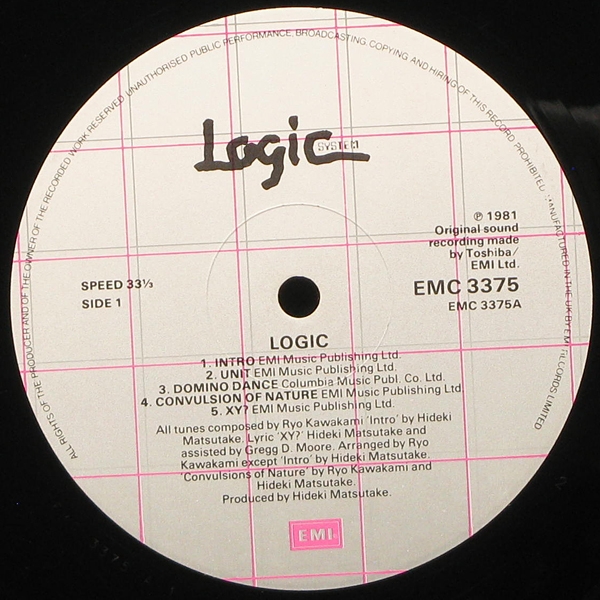 ALL RIGHTS OF THE PRODUCER AND OF THE OWNER OF THE RECORDED WORK RESERVED UNAUTHORISED PUBLIC PERFORMANCE BROADCASTING COPYING AND HIRING OF THIS RECORD PROHIBITED. MANUFACTURED IN THE UK BY EMI RECORDS LIMITED
Logic SYSTEM
℗ 1981
Original sound
recording made
by Toshiba/
EMI Ltd.
SPEED 33⅓
SIDE 1
EMC 3375
EMC 3375A
LOGIC
1. INTRO EMI Music Publishing Ltd.
2. UNIT EMI Music Publishing Ltd.
3. DOMINO DANCE Columbia Music Publ. Co. Ltd.
4. CONVULSION OF NATURE EMI Music Publishing Ltd.
5. XY? EMI Music Publishing Ltd.
All tunes composed by Ryo Kawakami 'Intro' by Hideki
Matsutake. Lyric 'XY?' Hideki Matsutake and
assisted by Gregg D. Moore. Arranged by Ryo
Kawakami except 'Intro' by Hideki Matsutake.
'Convulsions of Nature' by Ryo Kawakami and
Hideki Matsutake.
Produced by Hideki Matsutake.
EMI